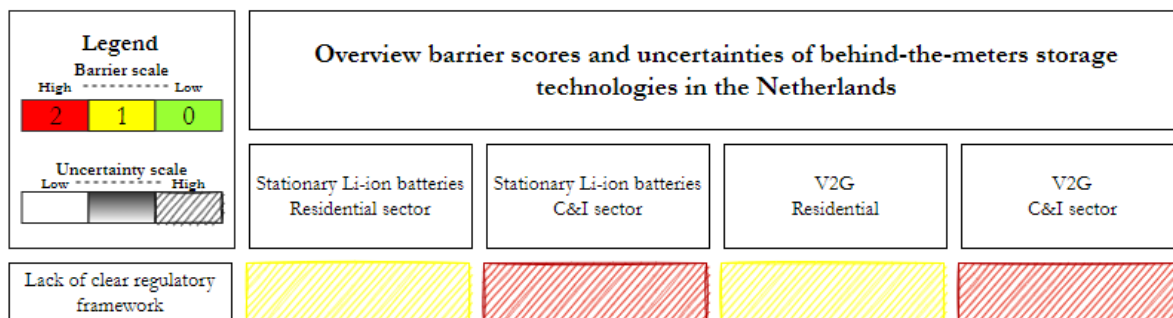 Legend
Barrier scale
High Low
2 1 0
Uncertainty scale
Low High
Overview barrier scores and uncertainties of behind-the-meters storage
technologies in the Netherlands
Stationary Li-ion batteries
Residential sector
Stationary Li-ion batteries
C&I sector
V2G
Residential
V2G
C&I sector
Lack of clear regulatory
framework